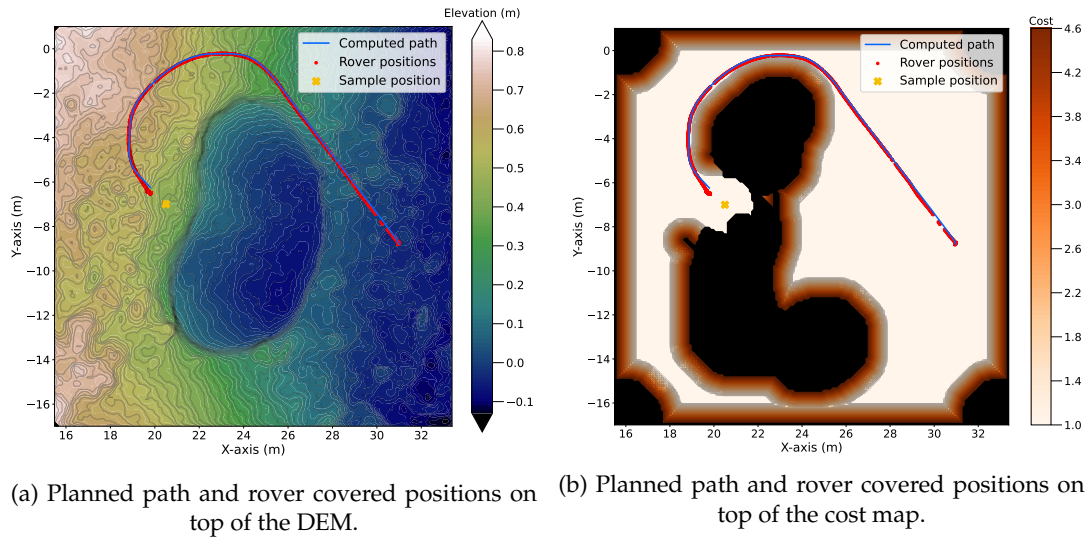 Elevation (m)
Computed path
Rover positions
Sample position
0
−2
−4
−6
−8
−10
−12
−14
−16
Y-axis (m)
16 18 20 22 24 26 28 30 32
X-axis (m)
0.8
0.7
0.6
0.5
0.4
0.3
0.2
0.1
0.0
−0.1
(a) Planned path and rover covered positions on
top of the DEM.
Cost
Computed path
Rover positions
Sample position
0
−2
−4
−6
−8
−10
−12
−14
−16
Y-axis (m)
16 18 20 22 24 26 28 30 32
X-axis (m)
4.6
4.2
3.8
3.4
3.0
2.6
2.2
1.8
1.4
1.0
(b) Planned path and rover covered positions on
top of the cost map.